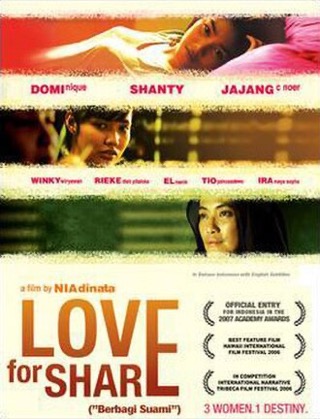 DOMInique SHANTY JAJANG c noer
WINKY wiryawan RIEKE diah pitaloka EL manik TIO pakusadewo IRA maya sopha
In Bahasa Indonesia with English Subtitles
a film by NIAdinata
LOVE
for SHARE
("Berbagi Suami")
OFFICIAL ENTRY
FOR INDONESIA IN THE
2007 ACADEMY AWARDS
BEST FEATURE FILM
HAWAII INTERNATIONAL
FILM FESTIVAL 2006
IN COMPETITION
INTERNATIONAL NARRATIVE
TRIBECA FILM FESTIVAL 2006
3 WOMEN.1 DESTINY.